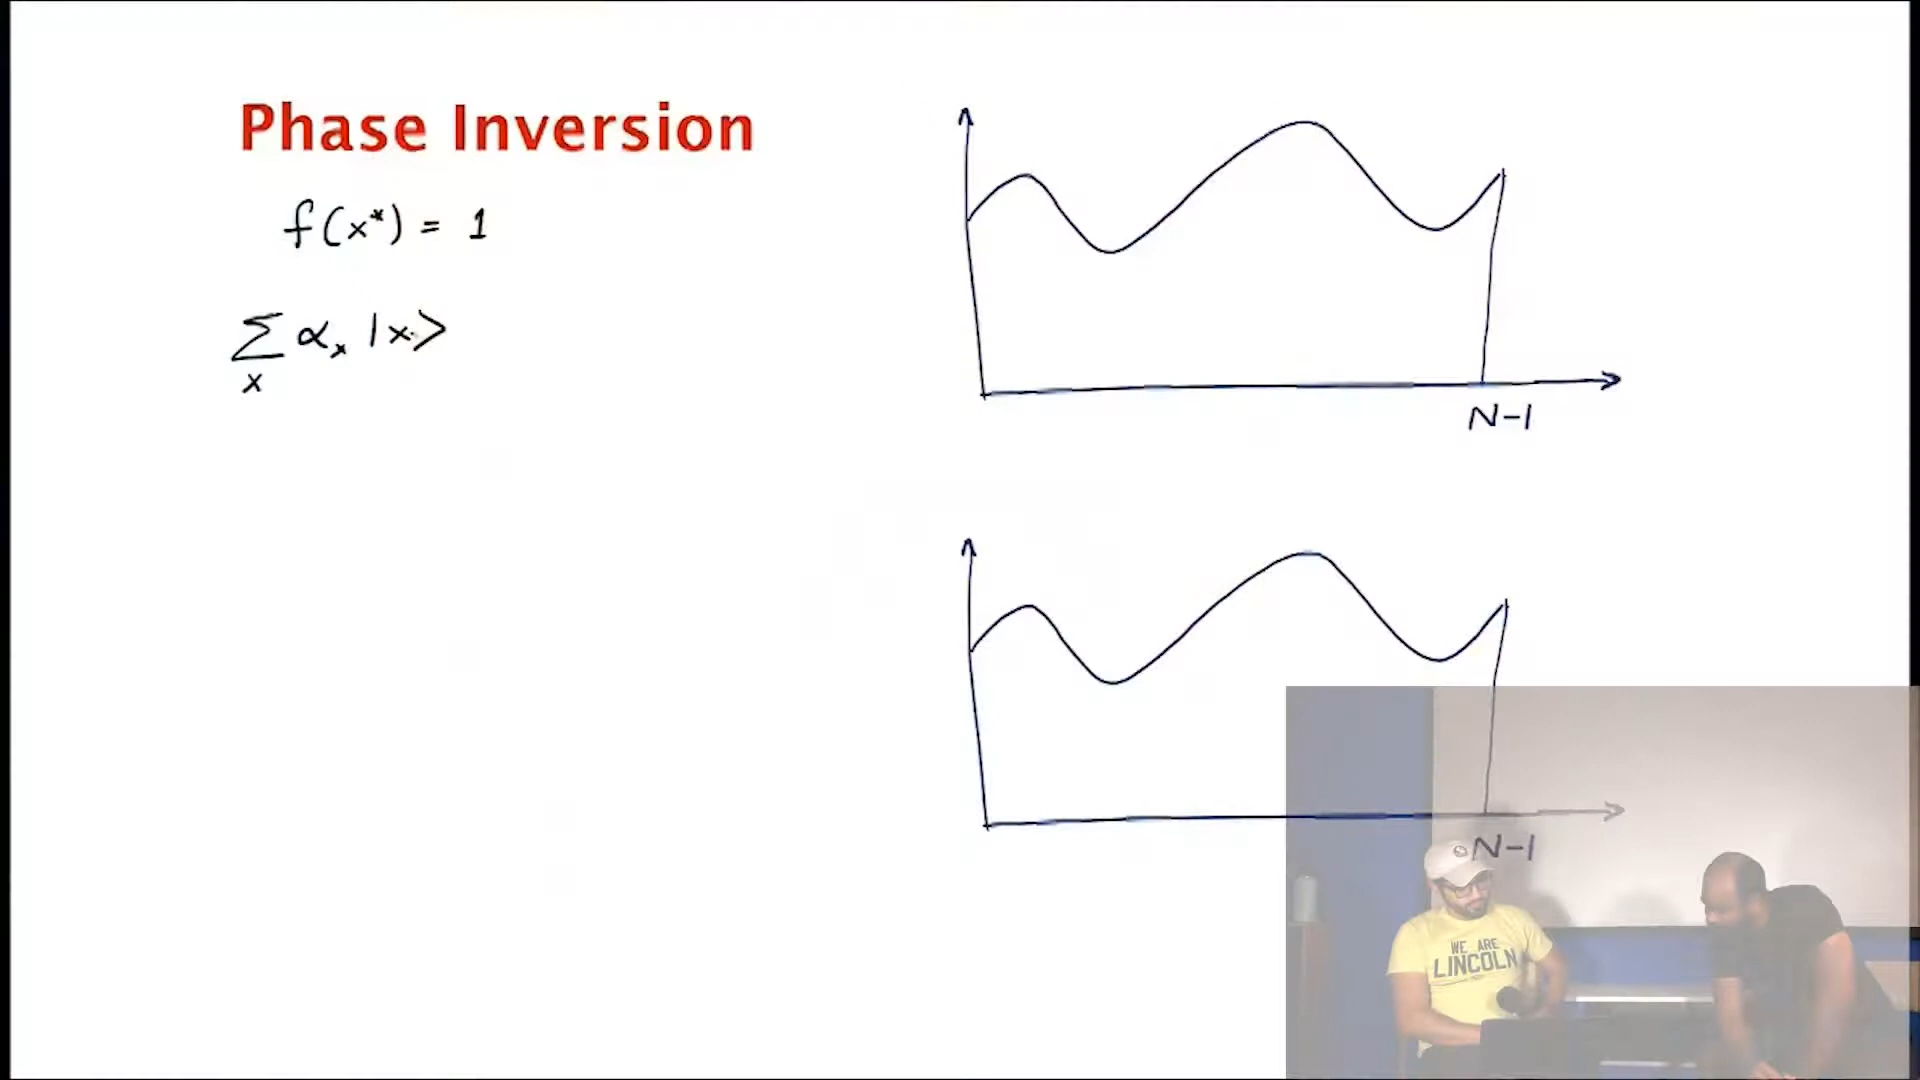 Phase Inversion
f(x*) = 1
∑ αₓ |x>
x
N-1
N-1
WE ARE
LINCOLN